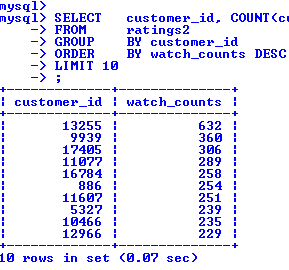 mysql>
mysql> SELECT customer_id, COUNT(cu
-> FROM ratings2
-> GROUP BY customer_id
-> ORDER BY watch_counts DESC
-> LIMIT 10
-> ;
+-------------+--------------+
| customer_id | watch_counts |
+-------------+--------------+
| 13255 | 632 |
| 9939 | 360 |
| 17405 | 306 |
| 11077 | 289 |
| 16784 | 258 |
| 886 | 254 |
| 11607 | 251 |
| 5327 | 239 |
| 10466 | 235 |
| 12966 | 229 |
+-------------+--------------+
10 rows in set (0.07 sec)